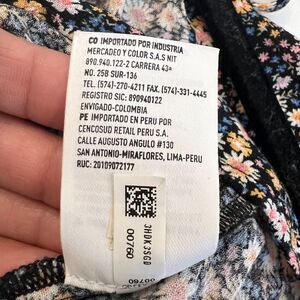 CO IMPORTADO POR INDUSTRIA
MERCADEO Y COLOR S.A.S NIT
890.940.122-2 CARRERA 43ª
NO. 25B SUR-136
TEL. (574)-270-4211 FAX. (574)-331-4445
REGISTRO SIC: 890940122
ENVIGADO-COLOMBIA
PE IMPORTADO EN PERU POR
CENCOSUD RETAIL PERU S.A.
CALLE AUGUSTO ANGULO #130
SAN ANTONIO-MIRAFLORES, LIMA-PERU
RUC: 20109072177
3HDK3SGD
00760
00760